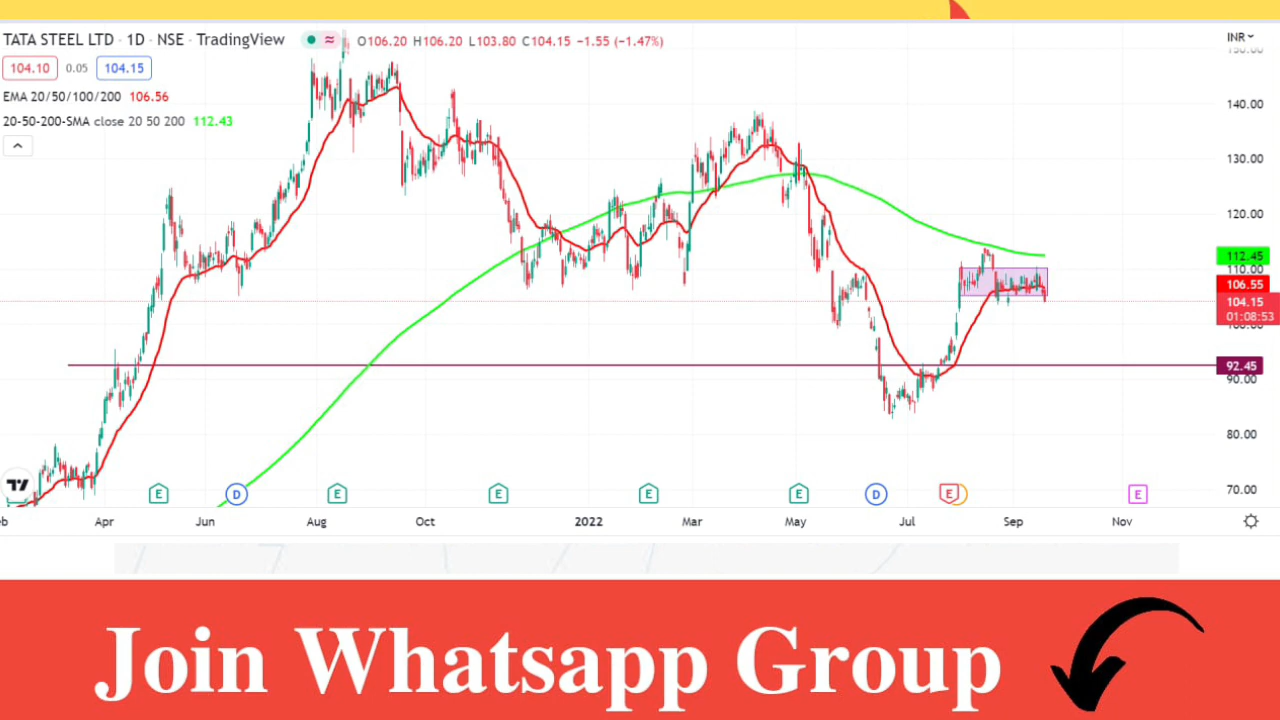 TATA STEEL LTD · 1D · NSE · TradingView
O106.20 H106.20 L103.80 C104.15 −1.55 (−1.47%)
INR
150.00
104.10 0.05 104.15
EMA 20/50/100/200 106.56
20-50-200-SMA close 20 50 200 112.43
140.00
130.00
120.00
112.45
110.00
106.55
104.15
01:08:53
100.00
92.45
90.00
80.00
70.00
E D E E E E D E E
Apr Jun Aug Oct 2022 Mar May Jul Sep Nov
Join Whatsapp Group